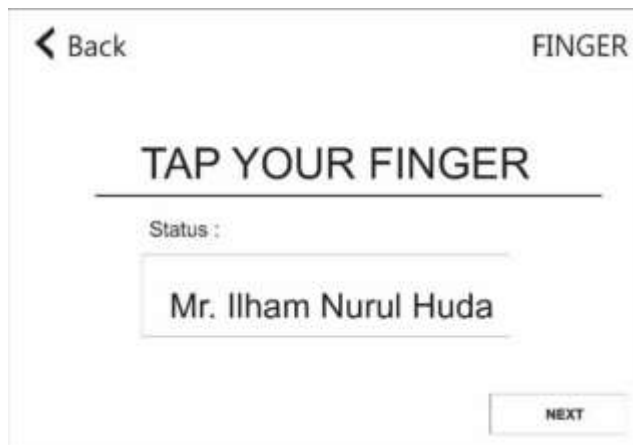 Back
FINGER
TAP YOUR FINGER
Status :
Mr. Ilham Nurul Huda
NEXT